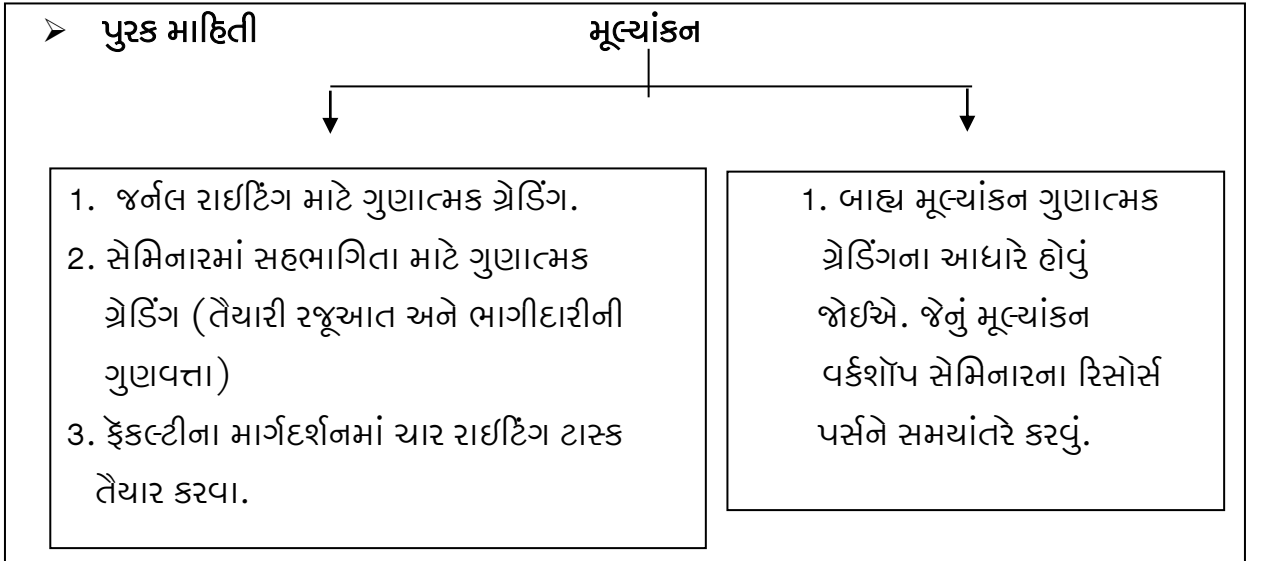 ➢ પુરક માહિતી
મૂલ્યાંકન
1. જર્નલ રાઈટિંગ માટે ગુણાત્મક ગ્રેડિંગ.
2. સેમિનારમાં સહભાગિતા માટે ગુણાત્મક
ગ્રેડિંગ (તૈયારી રજૂઆત અને ભાગીદારીની
ગુણવત્તા)
3. ફૅકલ્ટીના માર્ગદર્શનમાં ચાર રાઈટિંગ ટાસ્ક
તૈયાર કરવા.
1. બાહ્ય મૂલ્યાંકન ગુણાત્મક
ગ્રેડિંગના આધારે હોવું
જોઈએ. જેનું મૂલ્યાંકન
વર્કશૉપ સેમિનારના રિસોર્સ
પર્સને સમયાંતરે કરવું.